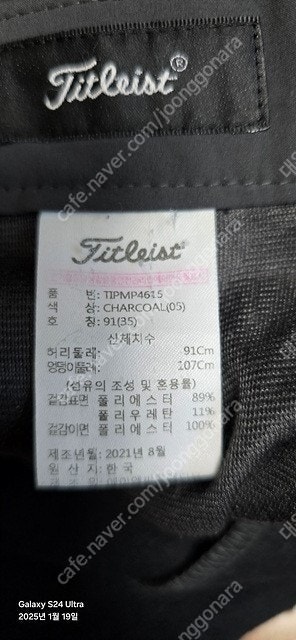 Titleist®
Titleist
품 번: TIPMP4615
색 상: CHARCOAL(05)
호 칭: 91(35)
신체치수
허리둘레: 91Cm
엉덩이둘레: 107Cm
(섬유의 조성 및 혼용률)
겉감표면 폴리에스터 89%
폴리우레탄 11%
겉감이면 폴리에스터 100%
제조년월: 2021년 8월
원산지: 한국
cafe.naver.com/joonggonara
Galaxy S24 Ultra
2025년 1월 19일